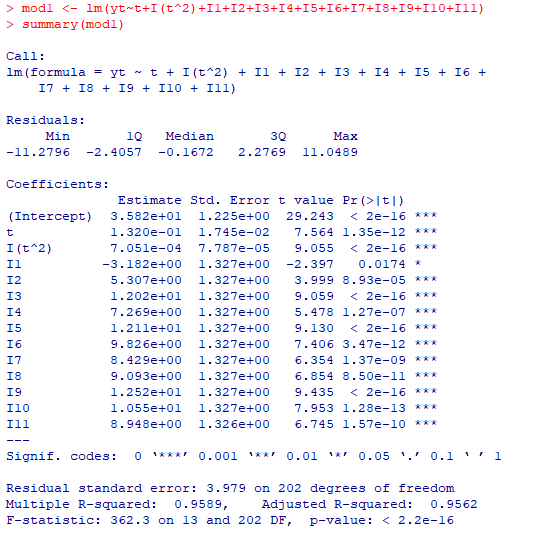 > mod1 <- lm(yt~t+I(t^2)+I1+I2+I3+I4+I5+I6+I7+I8+I9+I10+I11)
> summary(mod1)

Call:
lm(formula = yt ~ t + I(t^2) + I1 + I2 + I3 + I4 + I5 + I6 +
    I7 + I8 + I9 + I10 + I11)

Residuals:
     Min       1Q   Median       3Q      Max
-11.2796  -2.4057  -0.1672   2.2769  11.0489

Coefficients:
              Estimate Std. Error t value Pr(>|t|)
(Intercept)  3.582e+01  1.225e+00  29.243  < 2e-16 ***
t            1.320e-01  1.745e-02   7.564 1.35e-12 ***
I(t^2)       7.051e-04  7.787e-05   9.055  < 2e-16 ***
I1          -3.182e+00  1.327e+00  -2.397   0.0174 *
I2           5.307e+00  1.327e+00   3.999 8.93e-05 ***
I3           1.202e+01  1.327e+00   9.059  < 2e-16 ***
I4           7.269e+00  1.327e+00   5.478 1.27e-07 ***
I5           1.211e+01  1.327e+00   9.130  < 2e-16 ***
I6           9.826e+00  1.327e+00   7.406 3.47e-12 ***
I7           8.429e+00  1.327e+00   6.354 1.37e-09 ***
I8           9.093e+00  1.327e+00   6.854 8.50e-11 ***
I9           1.252e+01  1.327e+00   9.435  < 2e-16 ***
I10          1.055e+01  1.327e+00   7.953 1.28e-13 ***
I11          8.948e+00  1.326e+00   6.745 1.57e-10 ***
---
Signif. codes:  0 ‘***’ 0.001 ‘**’ 0.01 ‘*’ 0.05 ‘.’ 0.1 ‘ ’ 1

Residual standard error: 3.979 on 202 degrees of freedom
Multiple R-squared:  0.9589,    Adjusted R-squared:  0.9562
F-statistic: 362.3 on 13 and 202 DF,  p-value: < 2.2e-16